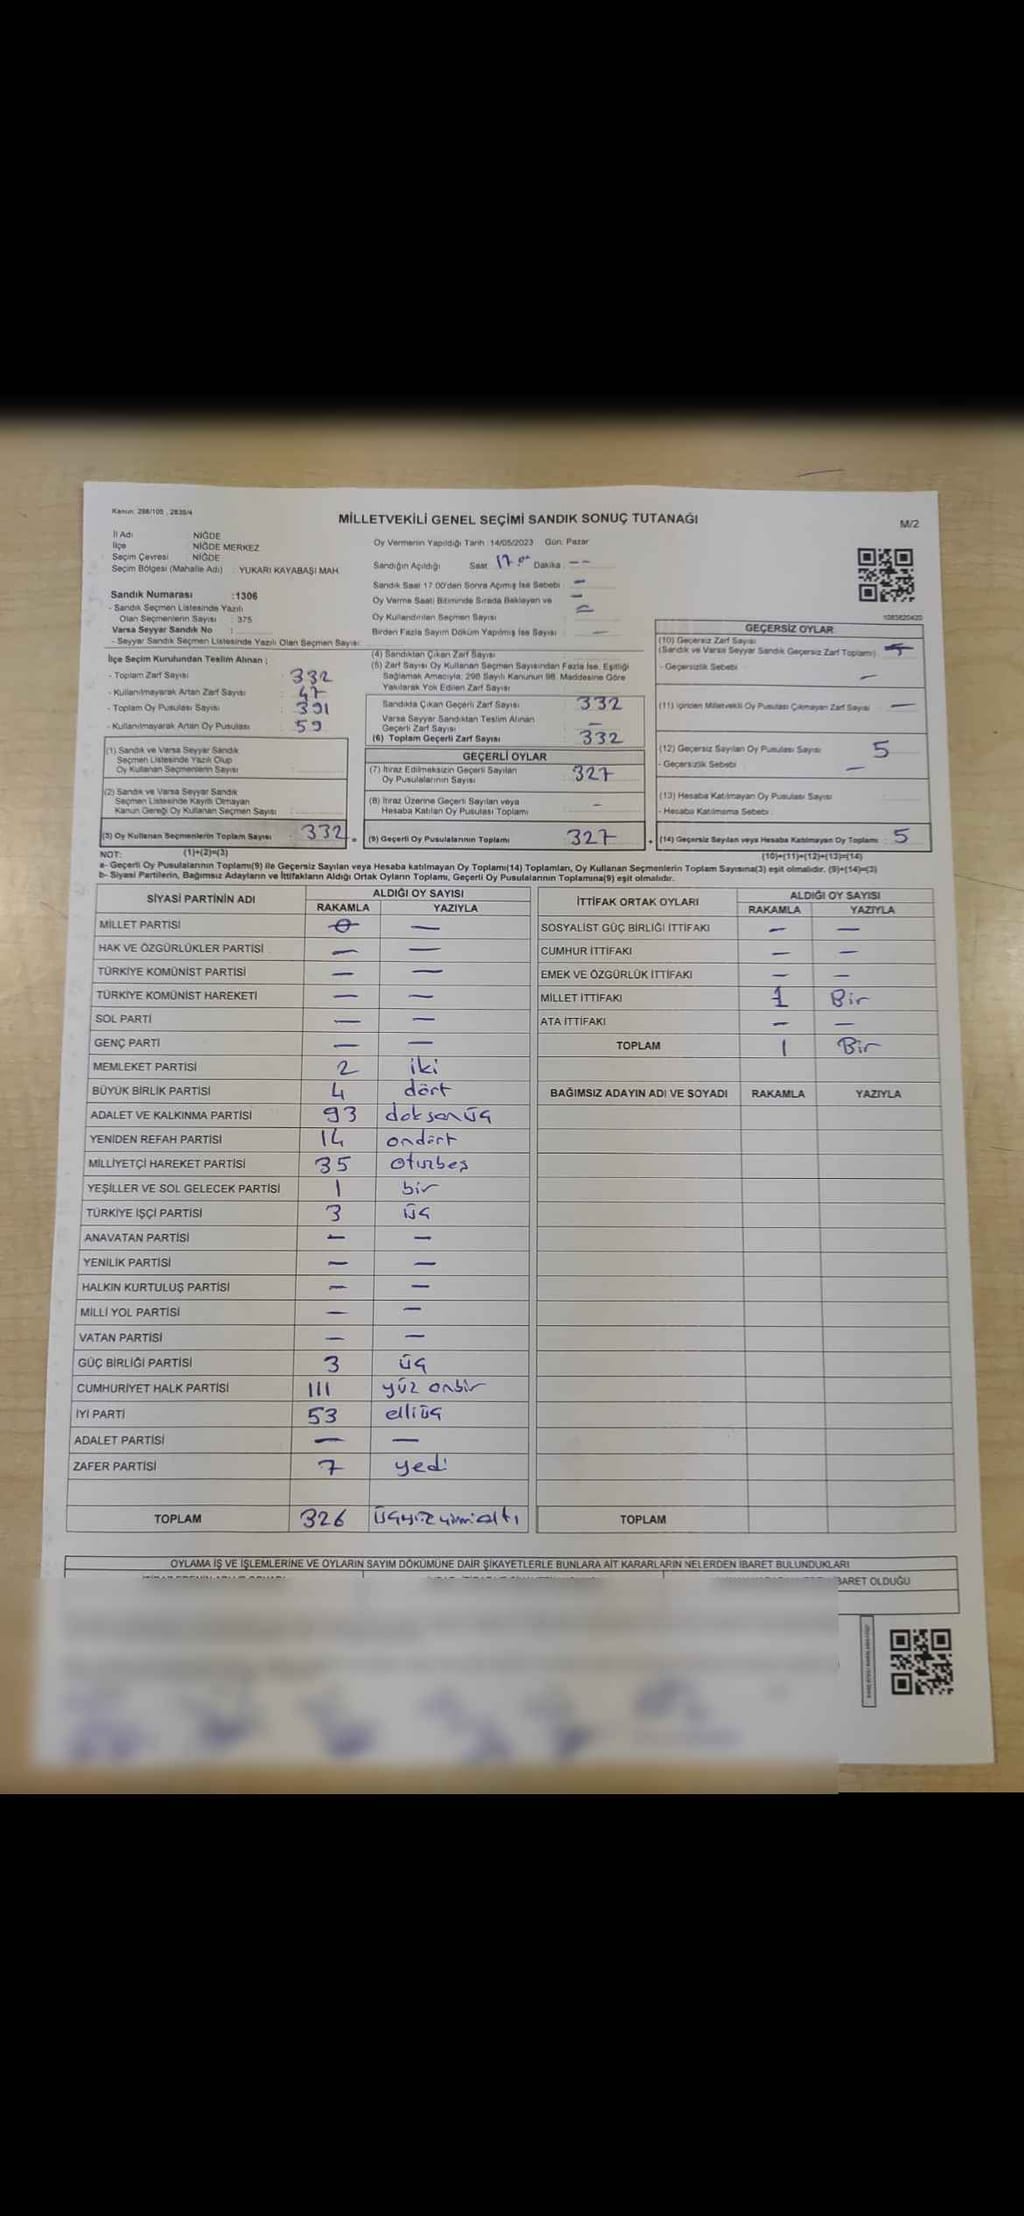 Kanun: 298/105 , 2839/4
MİLLETVEKİLİ GENEL SEÇİMİ SANDIK SONUÇ TUTANAĞI
M/2
İl Adı NİĞDE
İlçe NİĞDE MERKEZ
Seçim Çevresi NİĞDE
Seçim Bölgesi (Mahalle Adı) : YUKARI KAYABAŞI MAH.
Oy Vermenin Yapıldığı Tarih :14/05/2023 Gün: Pazar
Sandığın Açıldığı Saat 17.00 Dakika : --
Sandık Saat 17.00'den Sonra Açılmış İse Sebebi : –
Oy Verme Saati Bitiminde Sırada Bekleyen ve –
Oy Kullandırılan Seçmen Sayısı
Birden Fazla Sayım Döküm Yapılmış İse Sayısı : —
Sandık Numarası :1306
- Sandık Seçmen Listesinde Yazılı
Olan Seçmenlerin Sayısı : 375
Varsa Seyyar Sandık No :
- Seyyar Sandık Seçmen Listesinde Yazılı Olan Seçmen Sayısı:
İlçe Seçim Kurulundan Teslim Alınan ;
- Toplam Zarf Sayısı : 332
- Kullanılmayarak Artan Zarf Sayısı : 47
- Toplam Oy Pusulası Sayısı : 391
- Kullanılmayarak Artan Oy Pusulası : 59
(1) Sandık ve Varsa Seyyar Sandık
Seçmen Listesinde Yazılı Olup
Oy Kullanan Seçmenlerin Sayısı :
(2) Sandık ve Varsa Seyyar Sandık
Seçmen Listesinde Kayıtlı Olmayan
Kanun Gereği Oy Kullanan Seçmen Sayısı :
(3) Oy Kullanan Seçmenlerin Toplam Sayısı : 332 =
(1)+(2)=(3)
(4) Sandıktan Çıkan Zarf Sayısı
(5) Zarf Sayısı Oy Kullanan Seçmen Sayısından Fazla İse, Eşitliği
Sağlamak Amacıyla, 298 Sayılı Kanunun 98. Maddesine Göre
Yakılarak Yok Edilen Zarf Sayısı
Sandıkta Çıkan Geçerli Zarf Sayısı : 332
Varsa Seyyar Sandıktan Teslim Alınan
Geçerli Zarf Sayısı : –
(6) Toplam Geçerli Zarf Sayısı : 332
GEÇERLİ OYLAR
(7) İtiraz Edilmeksizin Geçerli Sayılan
Oy Pusulalarının Sayısı : 327
(8) İtiraz Üzerine Geçerli Sayılan veya
Hesaba Katılan Oy Pusulası Toplamı : –
(9) Geçerli Oy Pusulalarının Toplamı : 327 +
1083620420
GEÇERSİZ OYLAR
(10) Geçersiz Zarf Sayısı
(Sandık ve Varsa Seyyar Sandık Geçersiz Zarf Toplamı) :
- Geçersizlik Sebebi : —
(11) İçinden Milletvekili Oy Pusulası Çıkmayan Zarf Sayısı : —
(12) Geçersiz Sayılan Oy Pusulası Sayısı : 5
- Geçersizlik Sebebi : —
(13) Hesaba Katılmayan Oy Pusulası Sayısı :
- Hesaba Katılmama Sebebi :
(14) Geçersiz Sayılan veya Hesaba Katılmayan Oy Toplamı : 5
(10)+(11)+(12)+(13)=(14)
NOT:
a- Geçerli Oy Pusulalarının Toplamı(9) ile Geçersiz Sayılan veya Hesaba katılmayan Oy Toplamı(14) Toplamları, Oy Kullanan Seçmenlerin Toplam Sayısına(3) eşit olmalıdır. (9)+(14)=(3)
b- Siyasi Partilerin, Bağımsız Adayların ve İttifakların Aldığı Ortak Oyların Toplamı, Geçerli Oy Pusulalarının Toplamına(9) eşit olmalıdır.
SİYASİ PARTİNİN ADI ALDIĞI OY SAYISI
RAKAMLA YAZIYLA
MİLLET PARTİSİ 0 —
HAK VE ÖZGÜRLÜKLER PARTİSİ — —
TÜRKİYE KOMÜNİST PARTİSİ — —
TÜRKİYE KOMÜNİST HAREKETİ — —
SOL PARTİ — —
GENÇ PARTİ — —
MEMLEKET PARTİSİ 2 iki
BÜYÜK BİRLİK PARTİSİ 4 dört
ADALET VE KALKINMA PARTİSİ 93 doksanüç
YENİDEN REFAH PARTİSİ 14 ondört
MİLLİYETÇİ HAREKET PARTİSİ 35 otuzbeş
YEŞİLLER VE SOL GELECEK PARTİSİ 1 bir
TÜRKİYE İŞÇİ PARTİSİ 3 üç
ANAVATAN PARTİSİ — —
YENİLİK PARTİSİ — —
HALKIN KURTULUŞ PARTİSİ — —
MİLLİ YOL PARTİSİ — —
VATAN PARTİSİ — —
GÜÇ BİRLİĞİ PARTİSİ 3 üç
CUMHURİYET HALK PARTİSİ 111 yüz onbir
İYİ PARTİ 53 elliüç
ADALET PARTİSİ — —
ZAFER PARTİSİ 7 yedi
TOPLAM 326 üçyüzyirmialtı
İTTİFAK ORTAK OYLARI ALDIĞI OY SAYISI
RAKAMLA YAZIYLA
SOSYALİST GÜÇ BİRLİĞİ İTTİFAKI — —
CUMHUR İTTİFAKI — —
EMEK VE ÖZGÜRLÜK İTTİFAKI — —
MİLLET İTTİFAKI 1 Bir
ATA İTTİFAKI — —
TOPLAM 1 Bir
BAĞIMSIZ ADAYIN ADI VE SOYADI RAKAMLA YAZIYLA
TOPLAM
OYLAMA İŞ VE İŞLEMLERİNE VE OYLARIN SAYIM DÖKÜMÜNE DAİR ŞİKAYETLERLE BUNLARA AİT KARARLARIN NELERDEN İBARET BULUNDUKLARI
BARET OLDUĞU